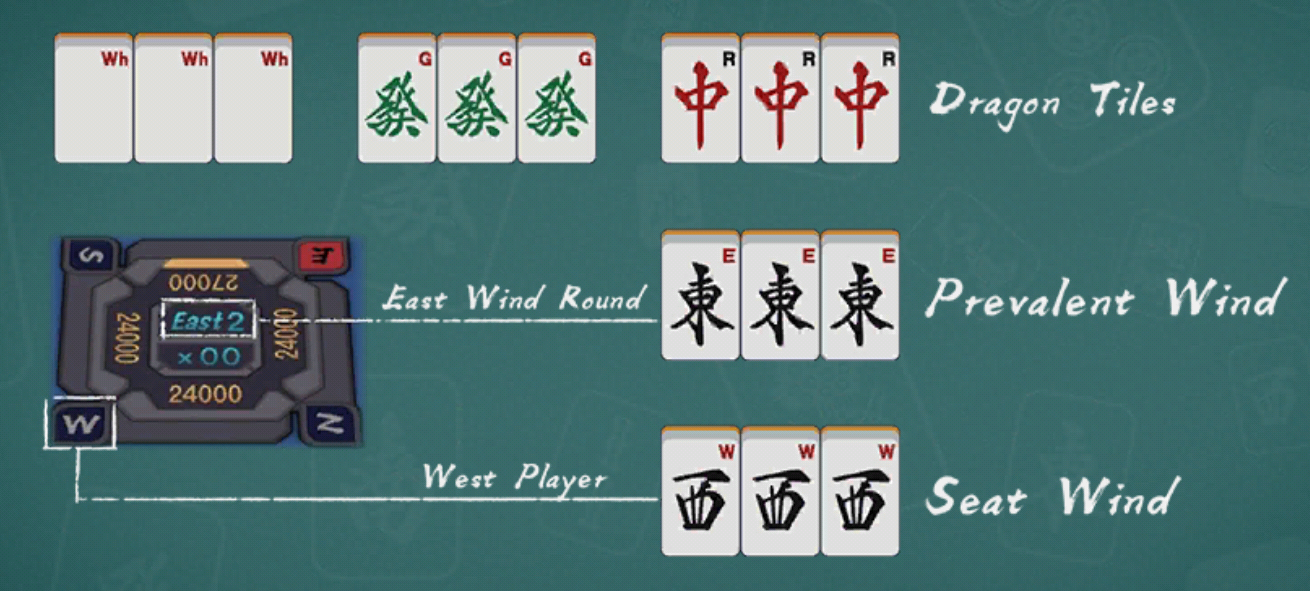 Wh Wh Wh G G G R R R
發 發 發 中 中 中
Dragon Tiles
S E
27000
24000 East 2 24000
×00
24000
W N
East Wind Round
E E E
東 東 東
Prevalent Wind
West Player
W W W
西 西 西
Seat Wind